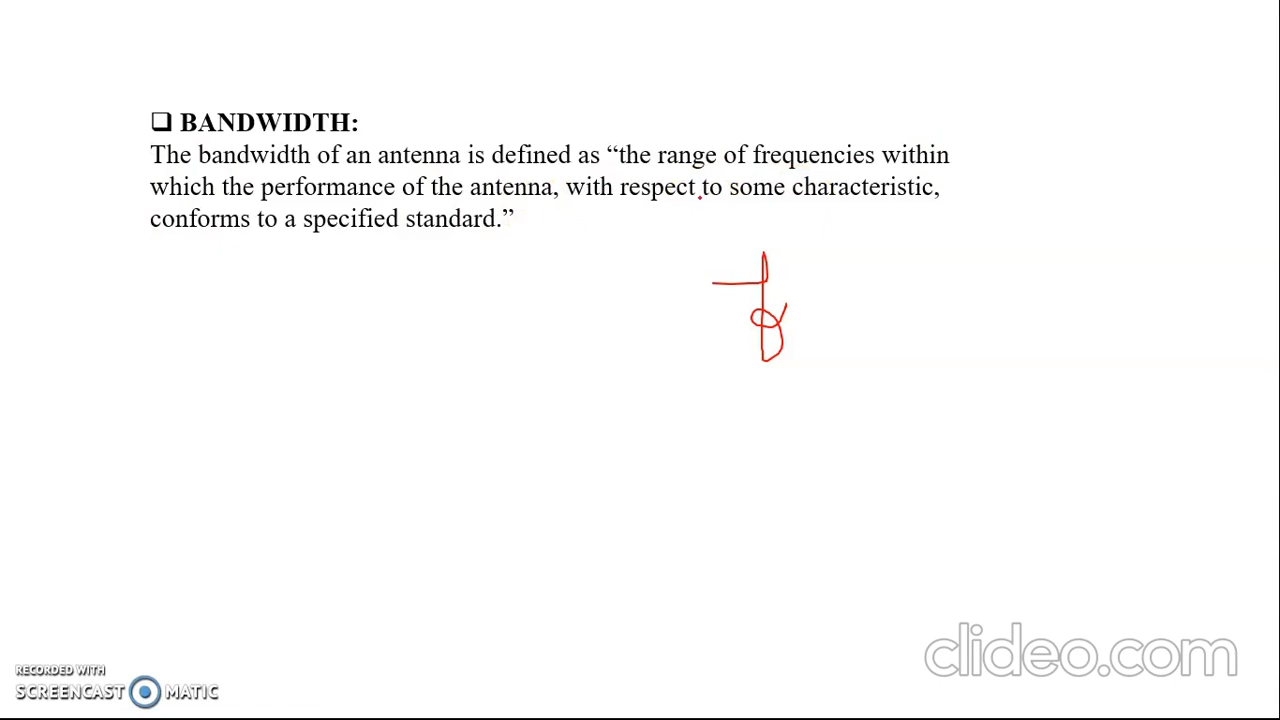 ❑ BANDWIDTH:
The bandwidth of an antenna is defined as “the range of frequencies within
which the performance of the antenna, with respect to some characteristic,
conforms to a specified standard.”
clideo.com
RECORDED WITH
SCREENCAST MATIC